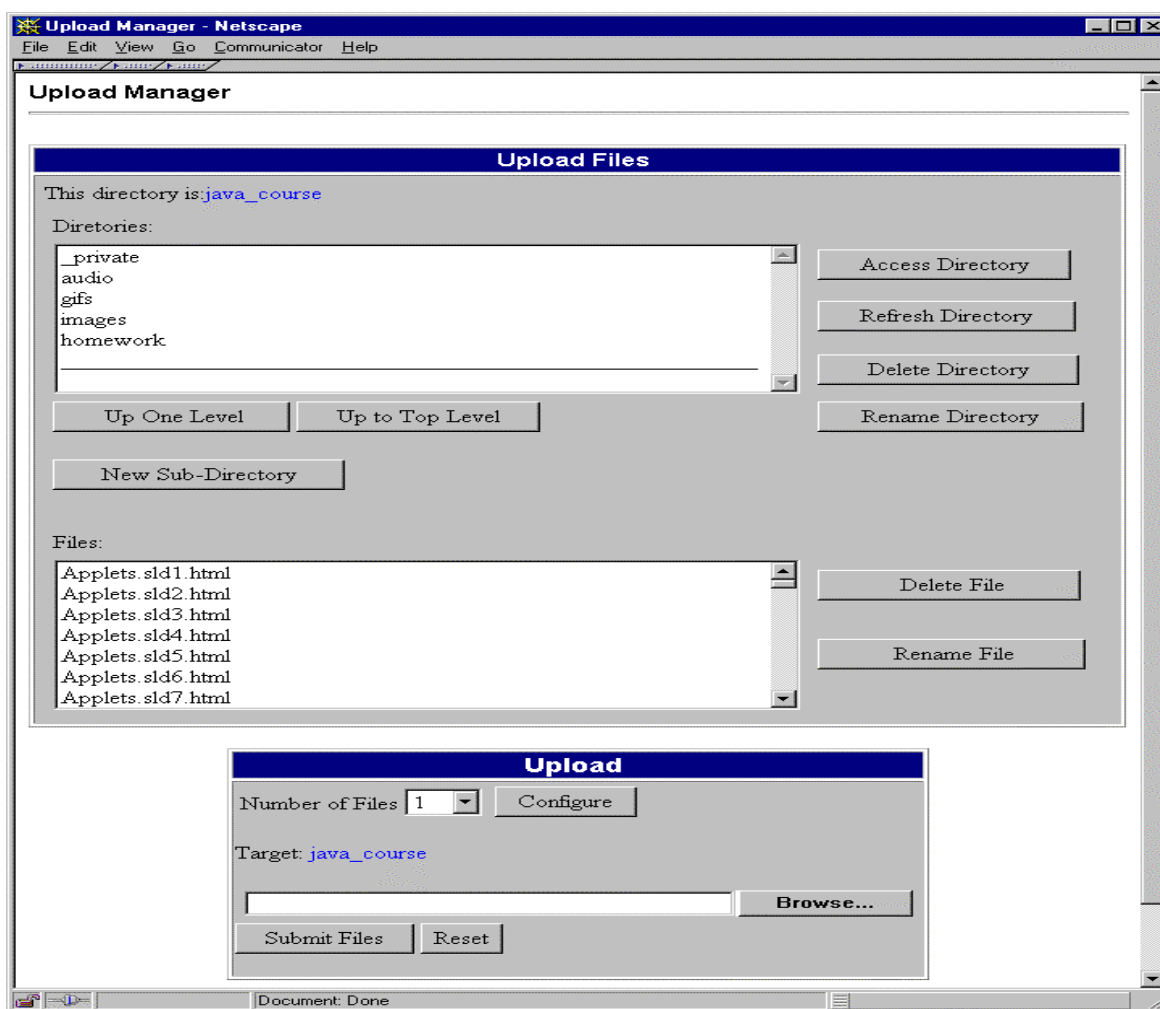 Upload Manager - Netscape
File Edit View Go Communicator Help
Upload Manager
Upload Files
This directory is:java_course
Diretories:
_private
audio
gifs
images
homework
Access Directory
Refresh Directory
Delete Directory
Rename Directory
Up One Level
Up to Top Level
New Sub-Directory
Files:
Applets.sld1.html
Applets.sld2.html
Applets.sld3.html
Applets.sld4.html
Applets.sld5.html
Applets.sld6.html
Applets.sld7.html
Delete File
Rename File
Upload
Number of Files 1 Configure
Target: java_course
Browse...
Submit Files Reset
Document: Done